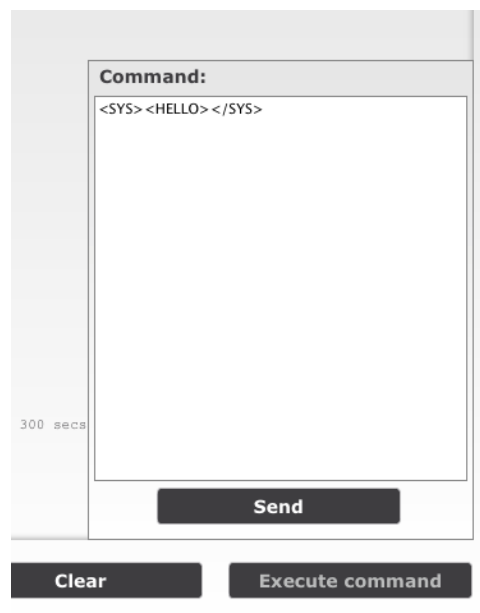 Command:
<SYS><HELLO></SYS>
300 secs
Send
Clear
Execute command